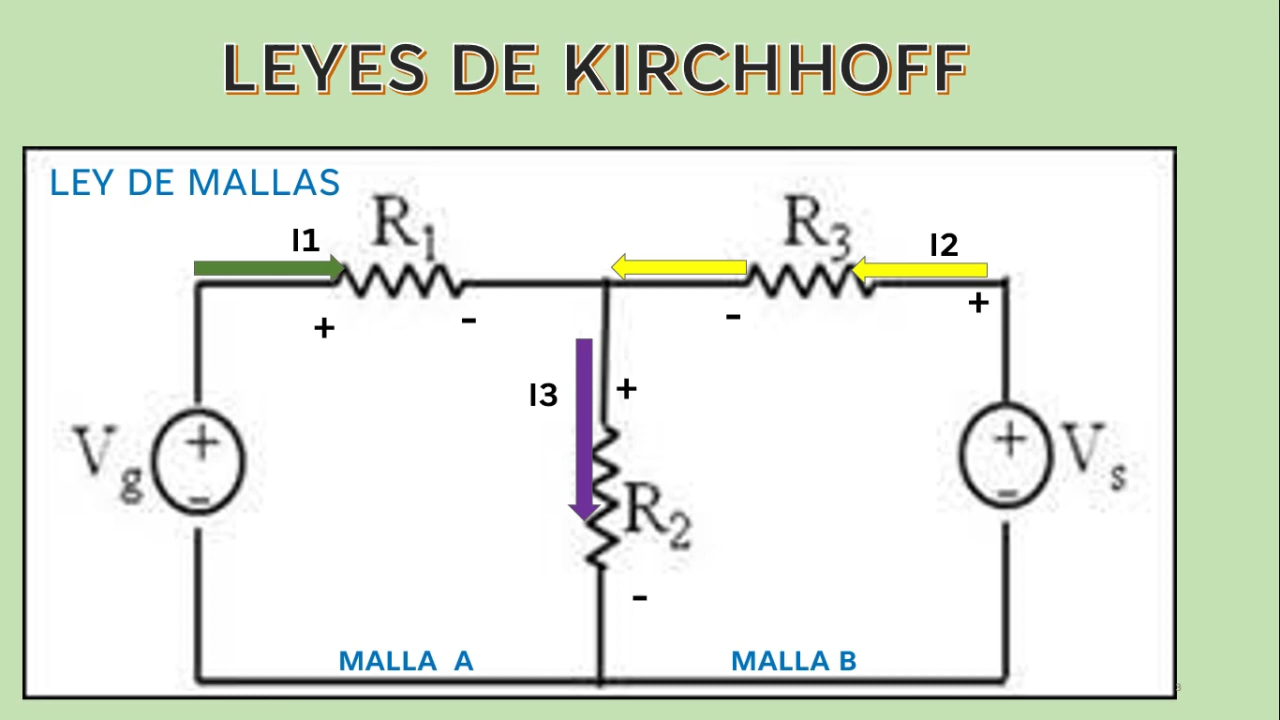 LEYES DE KIRCHHOFF
LEY DE MALLAS
I1
R1
R3
I2
+
-
-
+
I3
+
Vg
+
-
R2
+
-
Vs
-
MALLA A
MALLA B